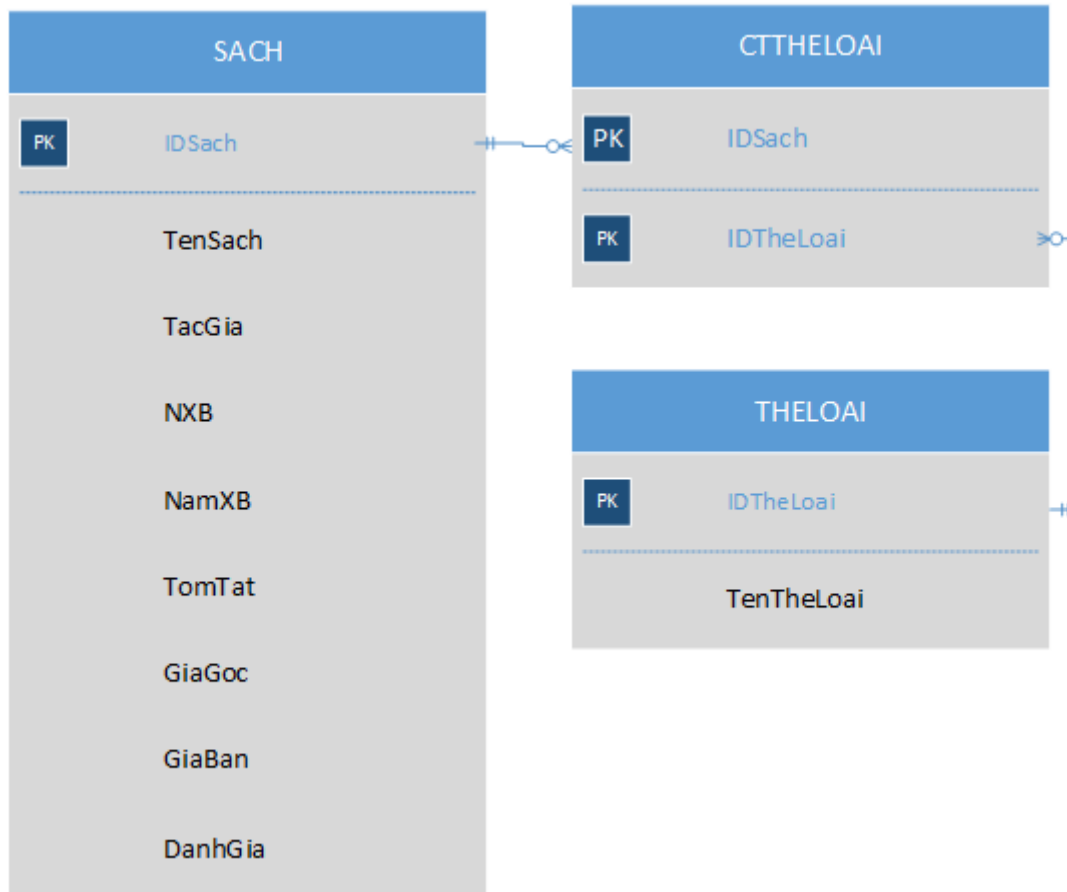 SACH
PK IDSach
TenSach
TacGia
NXB
NamXB
TomTat
GiaGoc
GiaBan
DanhGia
CTTHELOAI
PK IDSach
PK IDTheLoai
THELOAI
PK IDTheLoai
TenTheLoai